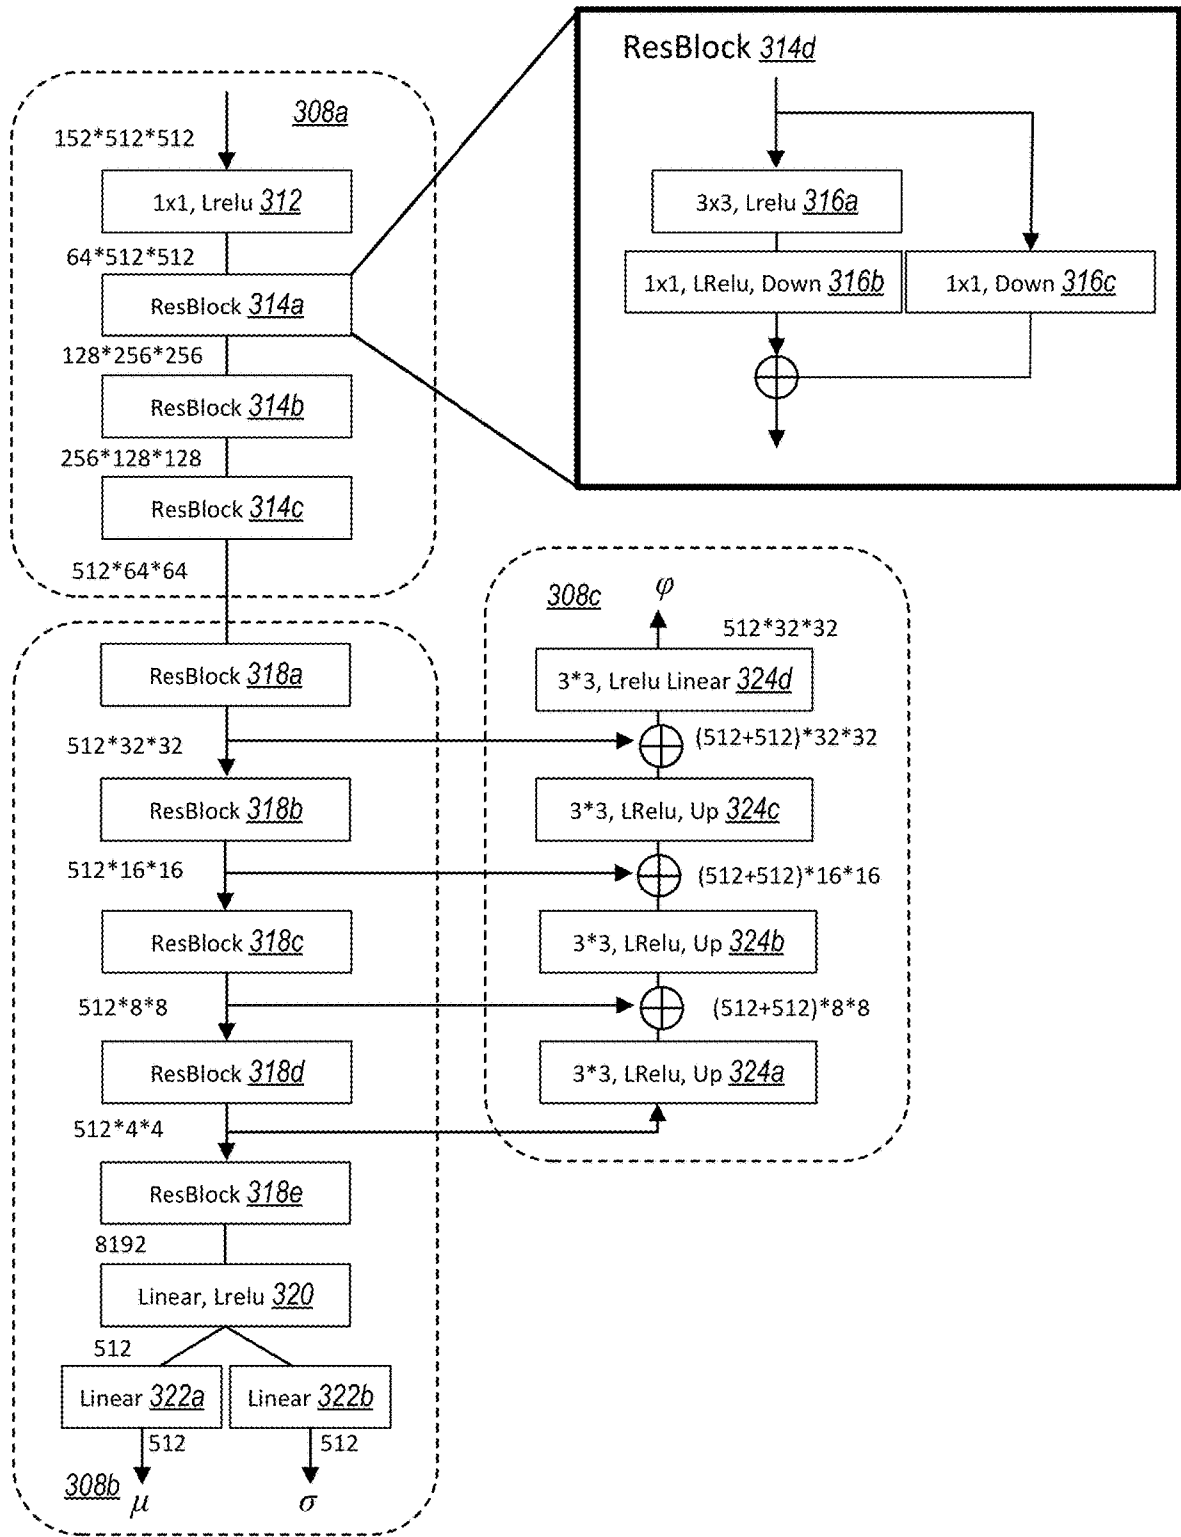 308a
152*512*512
1x1, Lrelu 312
64*512*512
ResBlock 314a
128*256*256
ResBlock 314b
256*128*128
ResBlock 314c
512*64*64
ResBlock 314d
3x3, Lrelu 316a
1x1, LRelu, Down 316b
1x1, Down 316c
ResBlock 318a
512*32*32
ResBlock 318b
512*16*16
ResBlock 318c
512*8*8
ResBlock 318d
512*4*4
ResBlock 318e
8192
Linear, Lrelu 320
512
Linear 322a
Linear 322b
512
512
308b
μ
σ
308c
φ
512*32*32
3*3, Lrelu Linear 324d
(512+512)*32*32
3*3, LRelu, Up 324c
(512+512)*16*16
3*3, LRelu, Up 324b
(512+512)*8*8
3*3, LRelu, Up 324a